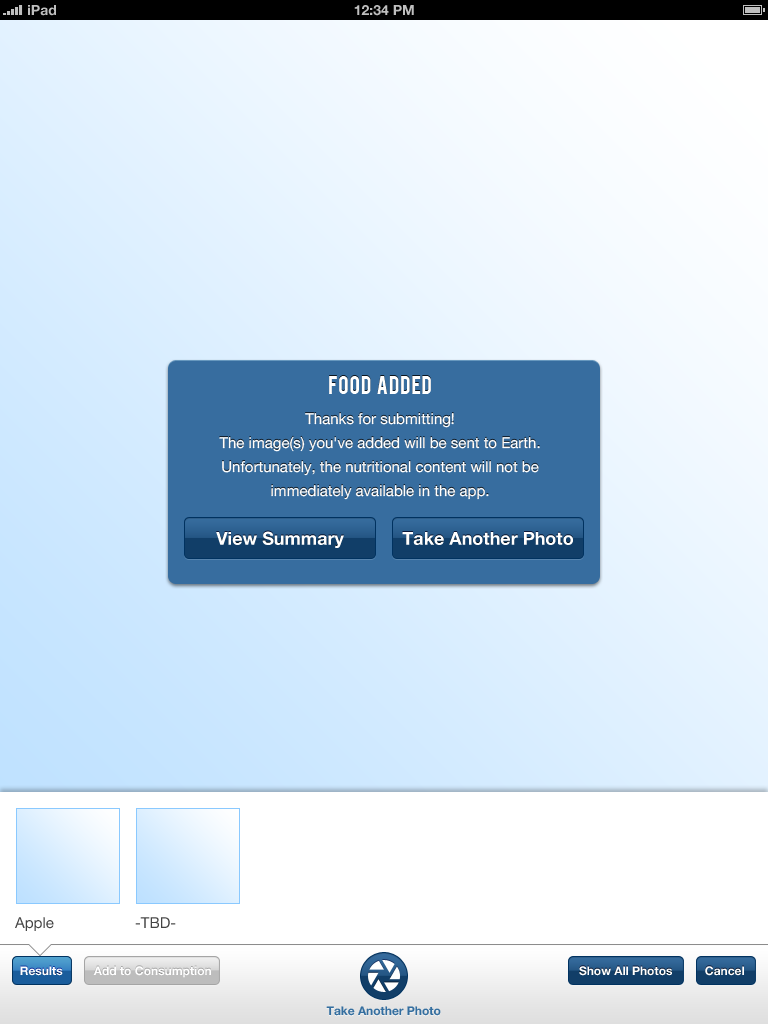 iPad
12:34 PM
FOOD ADDED
Thanks for submitting!
The image(s) you've added will be sent to Earth.
Unfortunately, the nutritional content will not be
immediately available in the app.
View Summary
Take Another Photo
Apple
-TBD-
Results
Add to Consumption
Show All Photos
Cancel
Take Another Photo